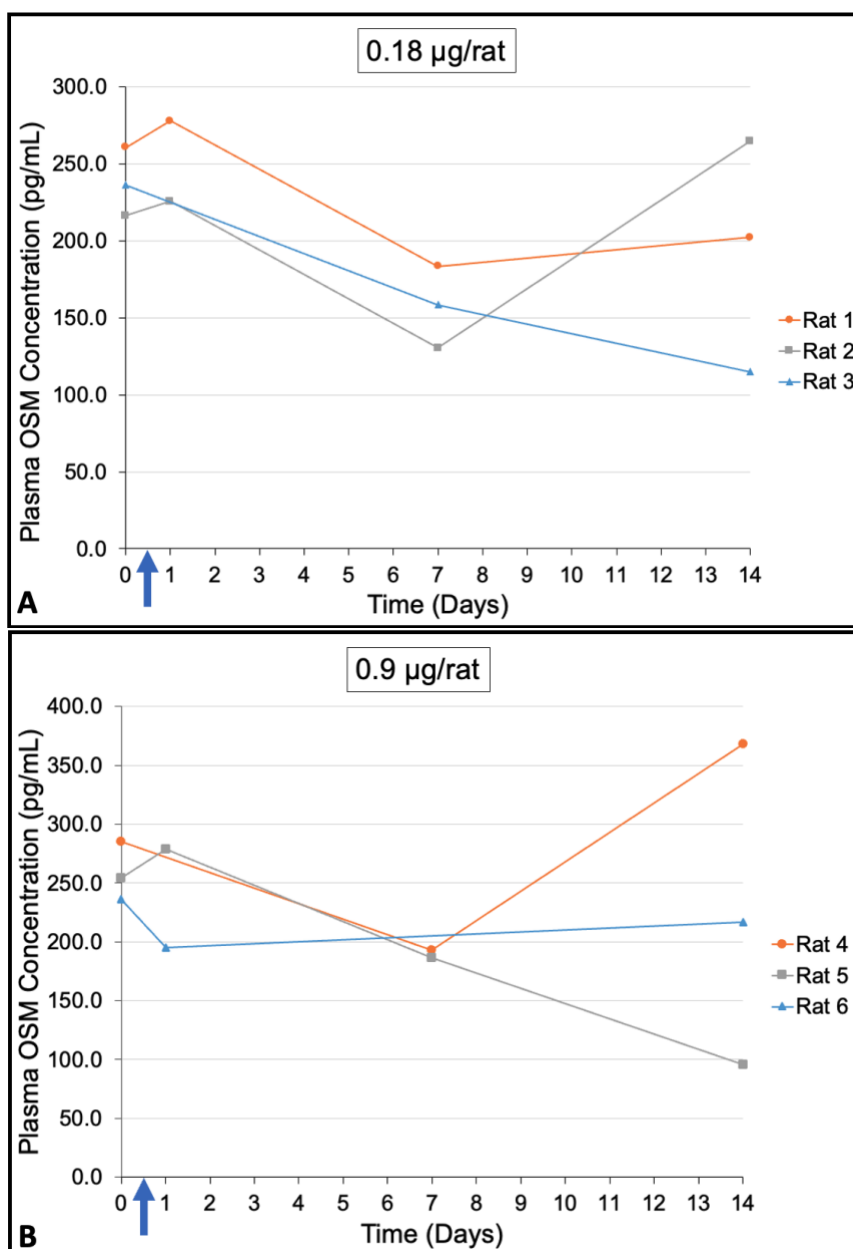 0.18 µg/rat
Plasma OSM Concentration (pg/mL)
300.0
250.0
200.0
150.0
100.0
50.0
0.0
0 1 2 3 4 5 6 7 8 9 10 11 12 13 14
Time (Days)
Rat 1
Rat 2
Rat 3
A
0.9 µg/rat
Plasma OSM Concentration (pg/mL)
400.0
350.0
300.0
250.0
200.0
150.0
100.0
50.0
0.0
0 1 2 3 4 5 6 7 8 9 10 11 12 13 14
Time (Days)
Rat 4
Rat 5
Rat 6
B